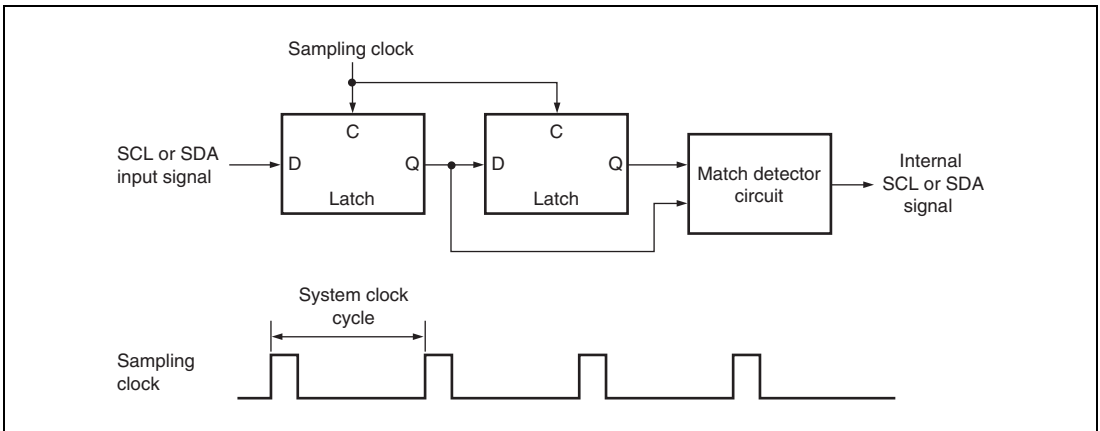 Sampling clock
C
C
SCL or SDA
input signal
D
Q
D
Q
Latch
Latch
Match detector
circuit
Internal
SCL or SDA
signal
System clock
cycle
Sampling
clock